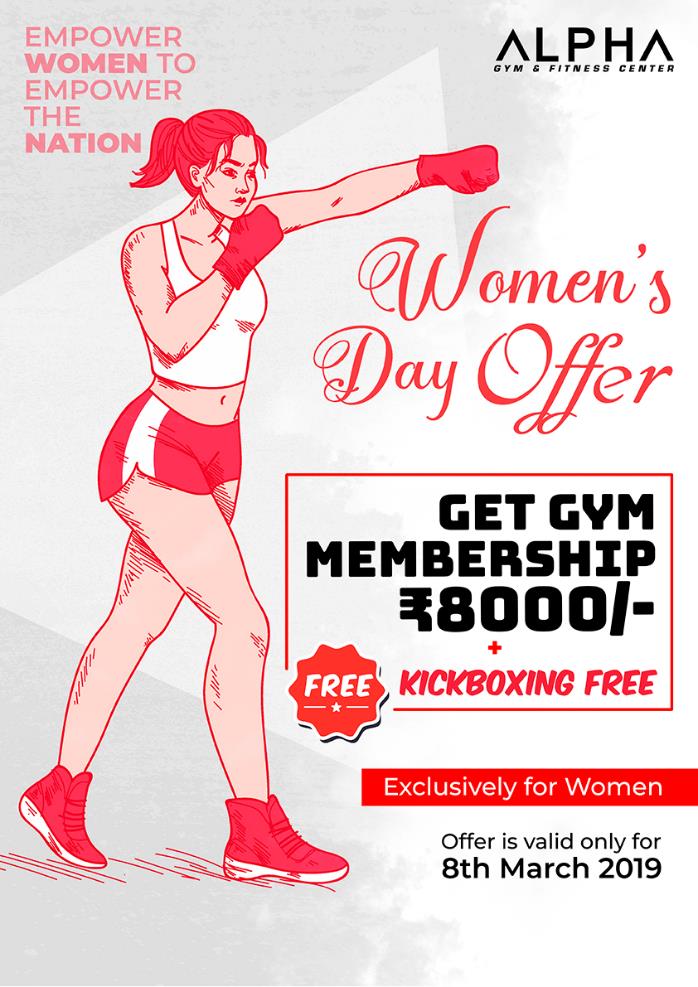 EMPOWER
WOMEN TO
EMPOWER
THE
NATION
ALPHA
GYM & FITNESS CENTER
Women's
Day Offer
GET GYM
MEMBERSHIP
₹8000/-
+
FREE
KICKBOXING FREE
Exclusively for Women
Offer is valid only for
8th March 2019